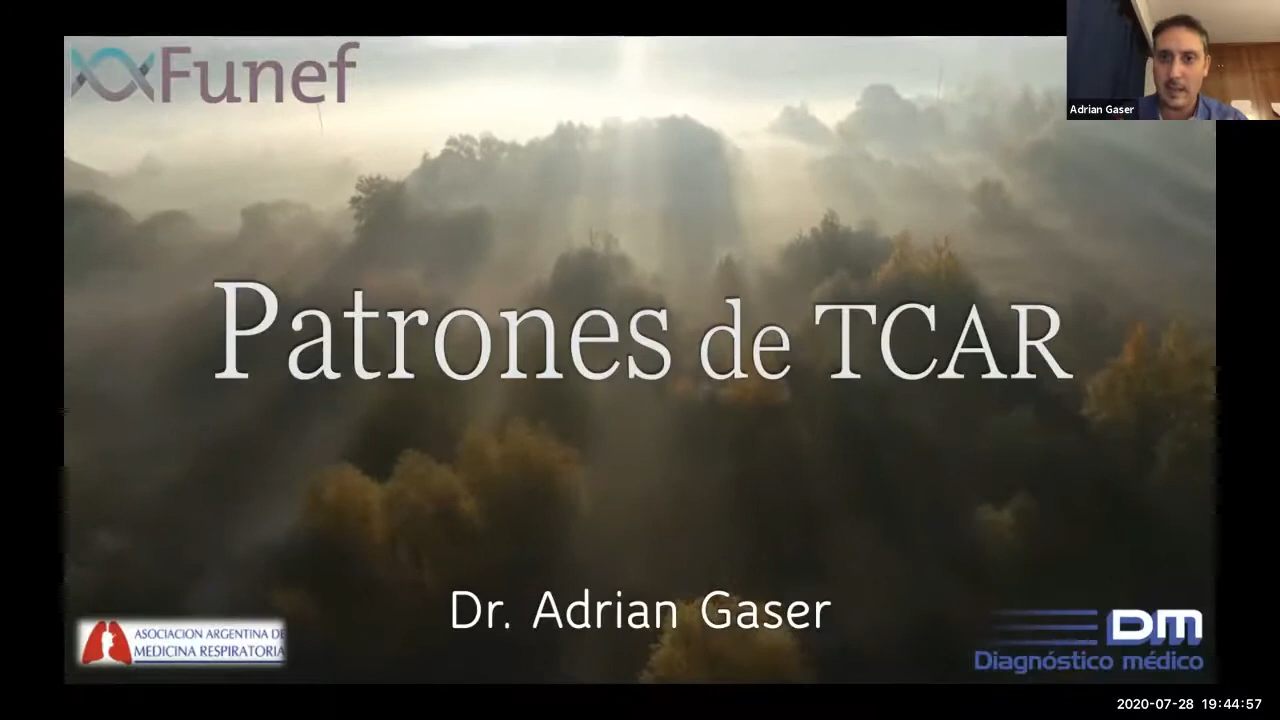 Funef
Adrian Gaser
Patrones de TCAR
Dr. Adrian Gaser
ASOCIACION ARGENTINA DE
MEDICINA RESPIRATORIA
DM
Diagnóstico médico
2020-07-28 19:44:57